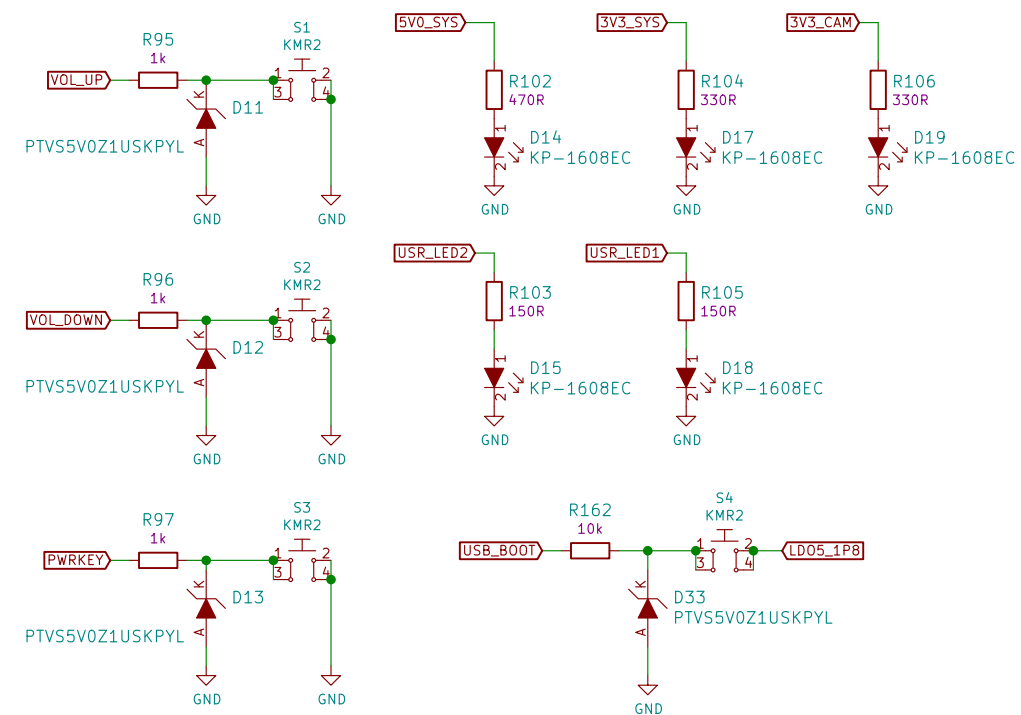 S1
KMR2
R95
1k
VOL_UP
1
2
3
4
K
D11
A
PTVS5V0Z1USKPYL
GND
GND
5V0_SYS
R102
470R
1
D14
KP-1608EC
2
GND
3V3_SYS
R104
330R
1
D17
KP-1608EC
2
GND
3V3_CAM
R106
330R
1
D19
KP-1608EC
2
GND
S2
KMR2
R96
1k
VOL_DOWN
1
2
3
4
K
D12
A
PTVS5V0Z1USKPYL
GND
GND
USR_LED2
R103
150R
1
D15
KP-1608EC
2
GND
USR_LED1
R105
150R
1
D18
KP-1608EC
2
GND
S3
KMR2
R97
1k
PWRKEY
1
2
3
4
K
D13
A
PTVS5V0Z1USKPYL
GND
GND
S4
KMR2
R162
10k
USB_BOOT
1
2
3
4
LDO5_1P8
K
D33
PTVS5V0Z1USKPYL
A
GND